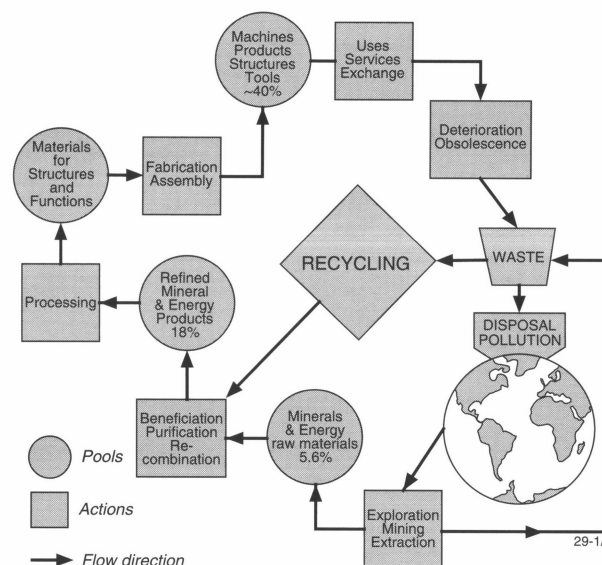 Machines
Products
Structures
Tools
~40%
Uses
Services
Exchange
Deterioration
Obsolescence
Materials
for
Structures
and
Functions
Fabrication
Assembly
WASTE
RECYCLING
DISPOSAL
POLLUTION
Processing
Refined
Mineral
& Energy
Products
18%
Beneficiation
Purification
Re-
combination
Minerals
& Energy
raw materials
5.6%
Exploration
Mining
Extraction
Pools
Actions
Flow direction
29-1/